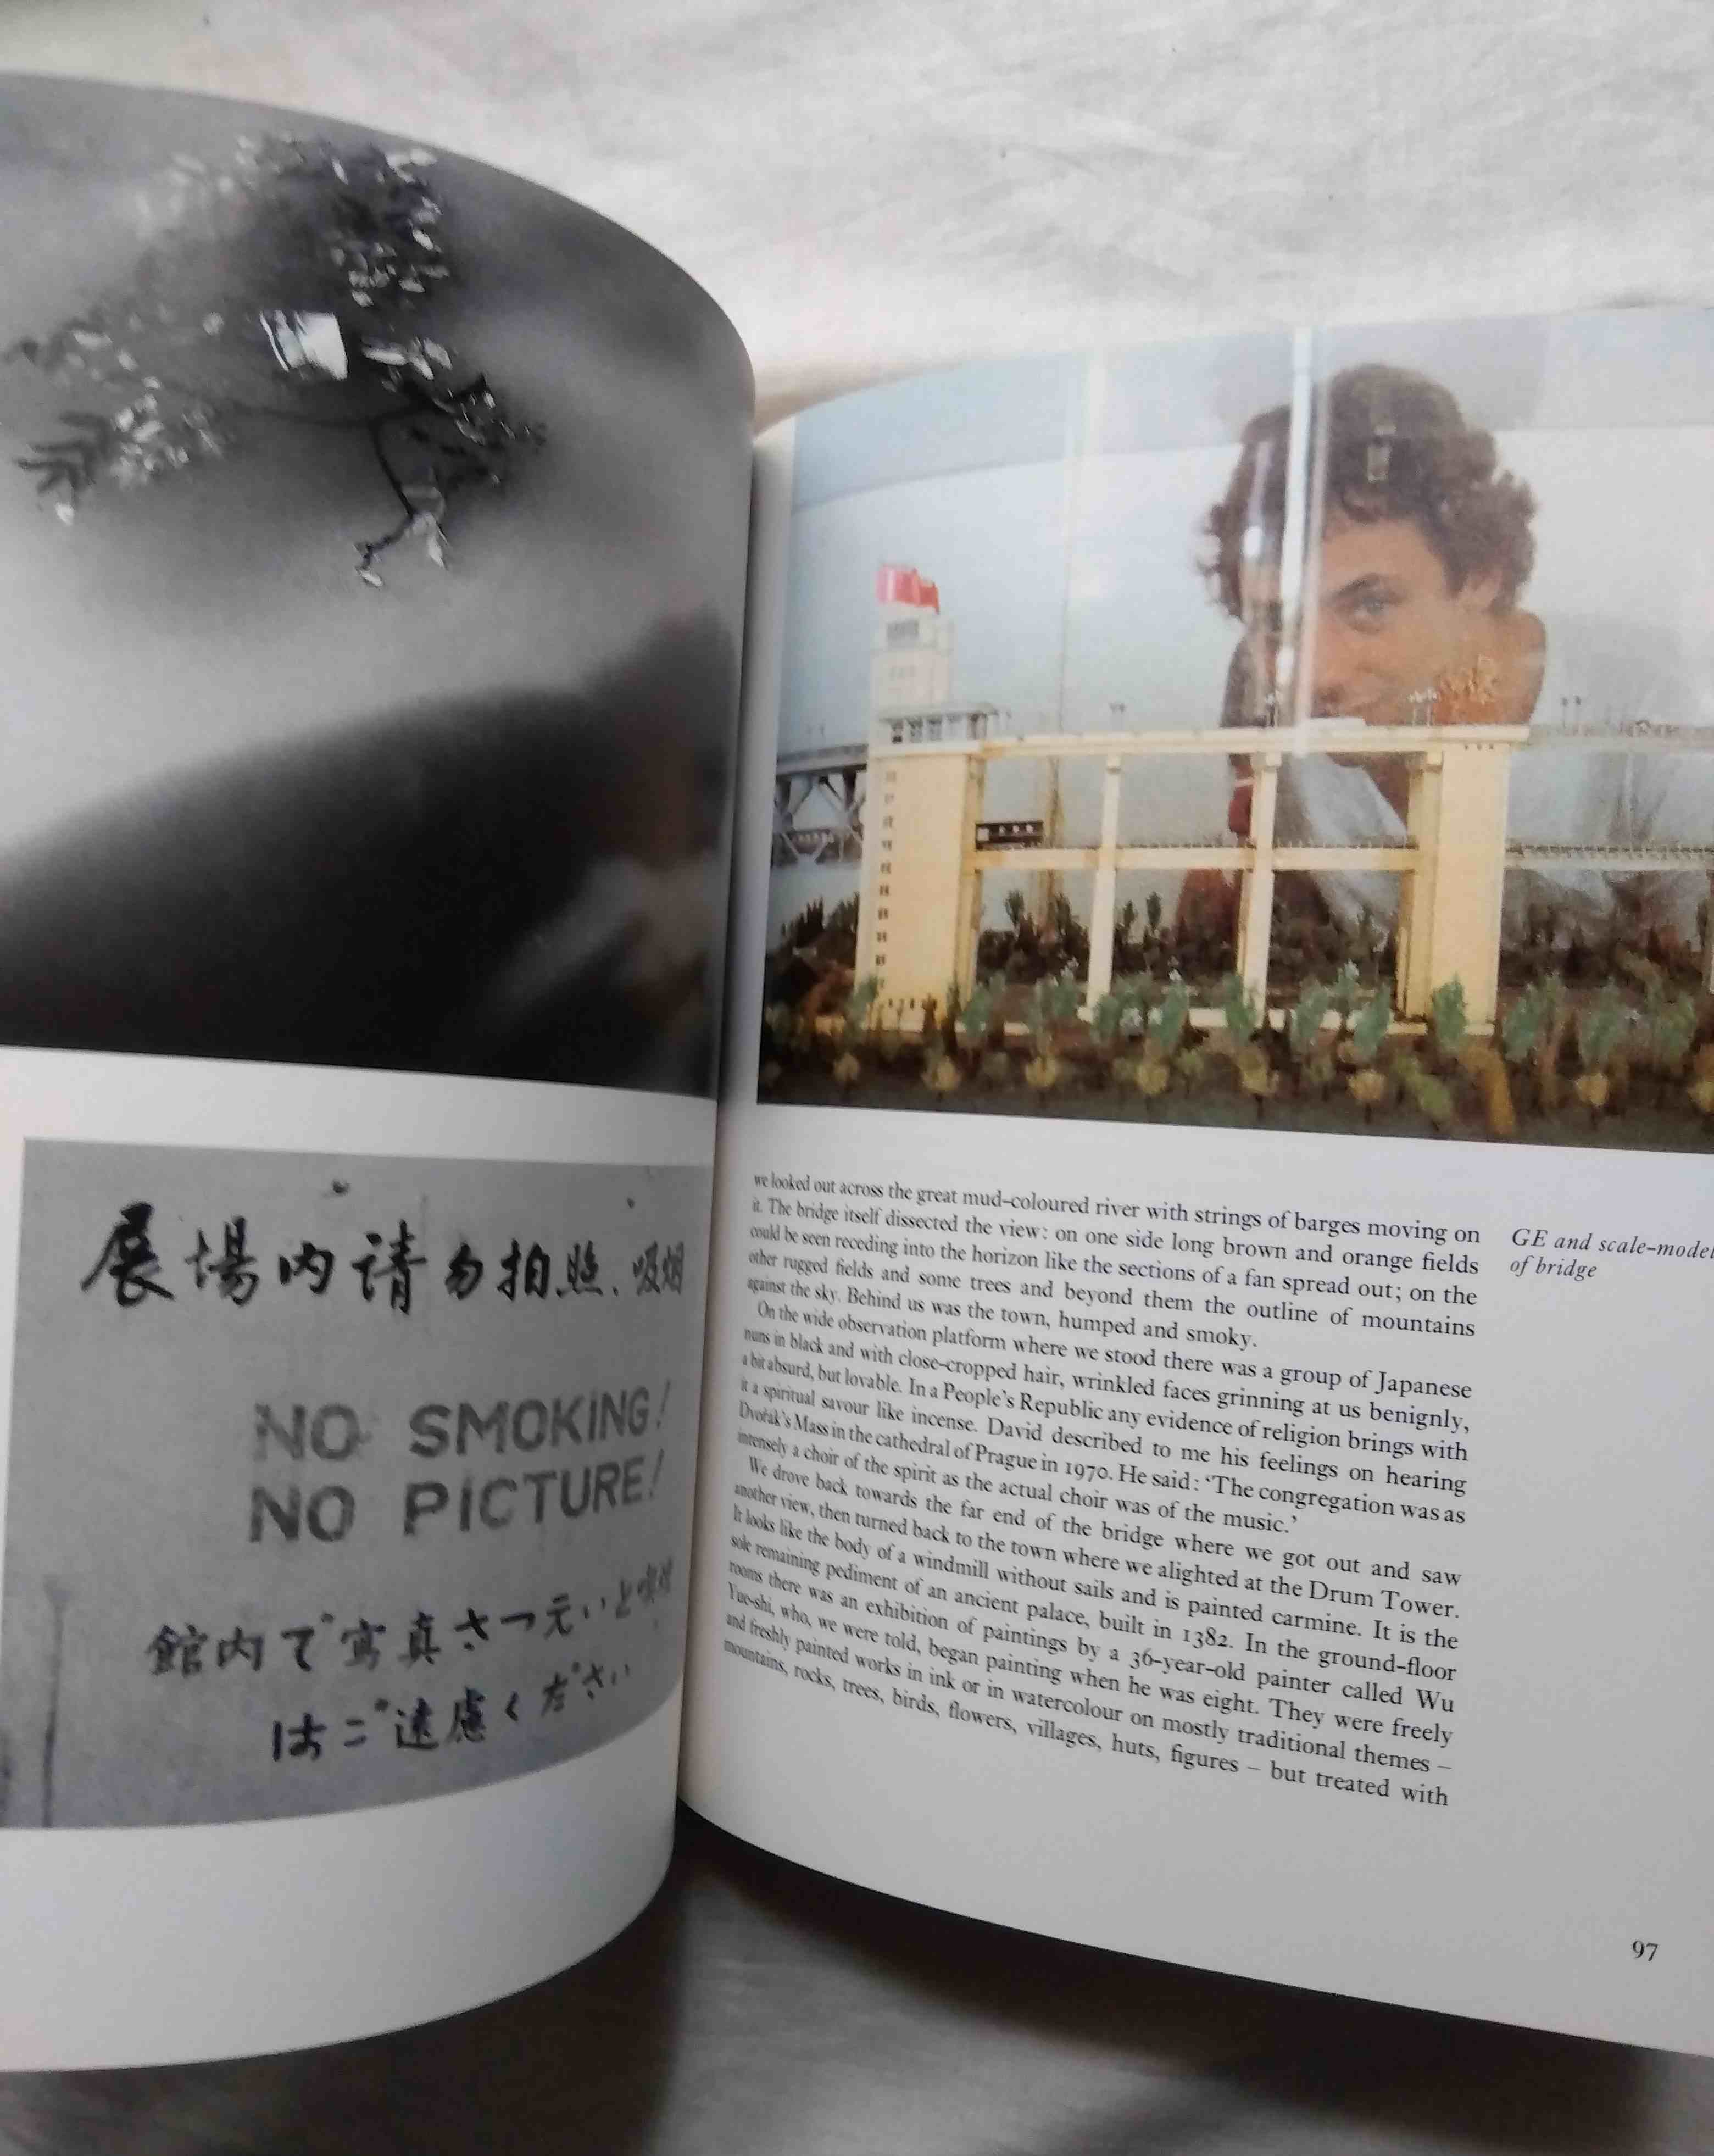 展場内请勿拍照、吸烟
NO SMOKING!
NO PICTURE!
館内で写真さつえいと喫
はご遠慮ください
we looked out across the great mud-coloured river with strings of barges moving on
it. The bridge itself dissected the view: on one side long brown and orange fields
could be seen receding into the horizon like the sections of a fan spread out; on the
other rugged fields and some trees and beyond them the outline of mountains
against the sky. Behind us was the town, humped and smoky.
On the wide observation platform where we stood there was a group of Japanese
nuns in black and with close-cropped hair, wrinkled faces grinning at us benignly,
a bit absurd, but lovable. In a People's Republic any evidence of religion brings with
it a spiritual savour like incense. David described to me his feelings on hearing
Dvořák's Mass in the cathedral of Prague in 1970. He said: 'The congregation was as
intensely a choir of the spirit as the actual choir was of the music.'
We drove back towards the far end of the bridge where we got out and saw
another view, then turned back to the town where we alighted at the Drum Tower.
It looks like the body of a windmill without sails and is painted carmine. It is the
sole remaining pediment of an ancient palace, built in 1382. In the ground-floor
rooms there was an exhibition of paintings by a 36-year-old painter called Wu
Yue-shi, who, we were told, began painting when he was eight. They were freely
and freshly painted works in ink or in watercolour on mostly traditional themes –
mountains, rocks, trees, birds, flowers, villages, huts, figures – but treated with
GE and scale-model
of bridge
97